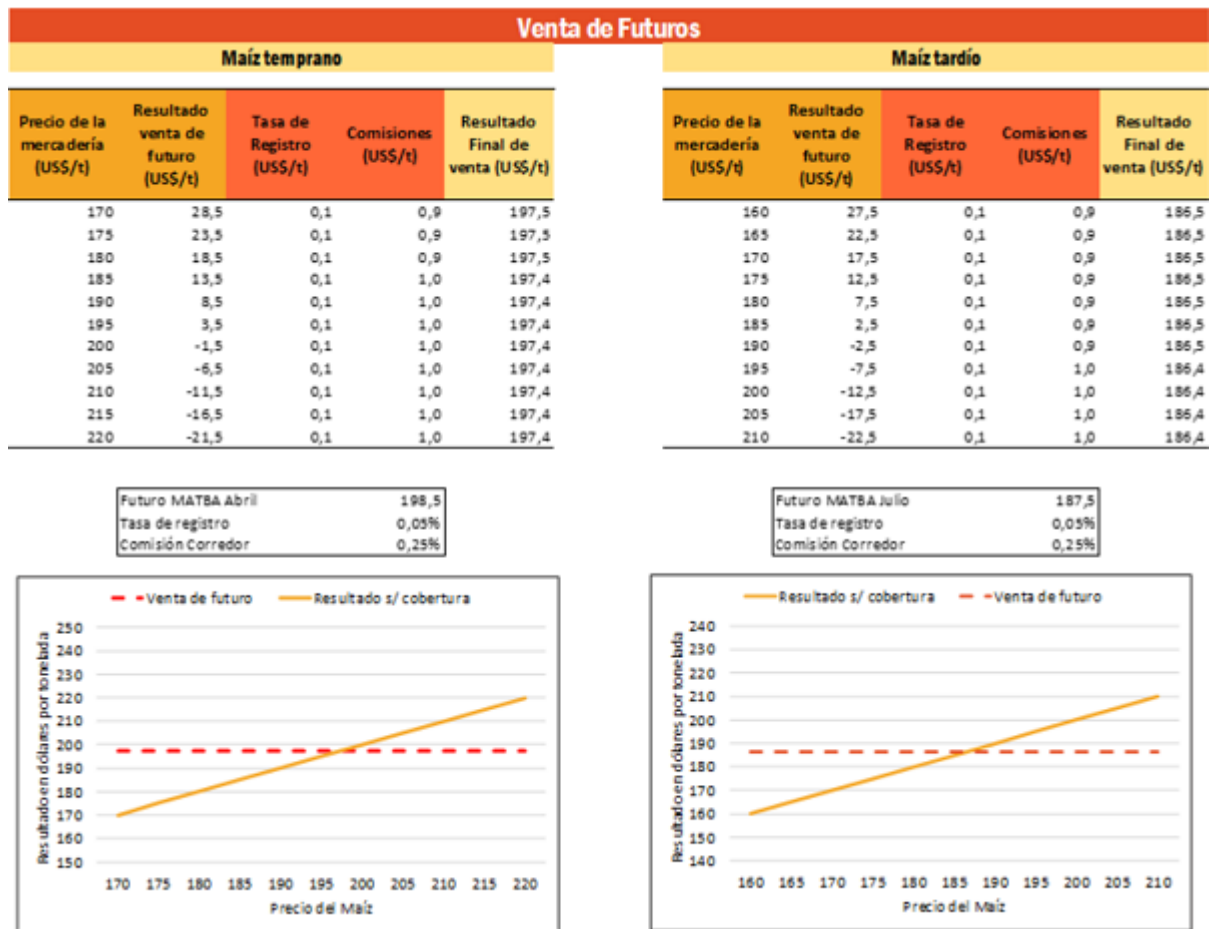 Venta de Futuros
Maíz temprano
Precio de la mercadería (US$/t) Resultado venta de futuro (US$/t) Tasa de Registro (US$/t) Comisiones (US$/t) Resultado Final de venta (US$/t)
170 28,5 0,1 0,9 197,5
175 23,5 0,1 0,9 197,5
180 18,5 0,1 0,9 197,5
185 13,5 0,1 1,0 197,4
190 8,5 0,1 1,0 197,4
195 3,5 0,1 1,0 197,4
200 -1,5 0,1 1,0 197,4
205 -6,5 0,1 1,0 197,4
210 -11,5 0,1 1,0 197,4
215 -16,5 0,1 1,0 197,4
220 -21,5 0,1 1,0 197,4
Futuro MATBA Abril 198,5
Tasa de registro 0,05%
Comisión Corredor 0,25%
Venta de futuro Resultado s/ cobertura
Resultado en dólares por tonelada
250
240
230
220
210
200
190
180
170
160
150
170 175 180 185 190 195 200 205 210 215 220
Precio del Maíz
Maíz tardío
Precio de la mercadería (US$/t) Resultado venta de futuro (US$/t) Tasa de Registro (US$/t) Comisiones (US$/t) Resultado Final de venta (US$/t)
160 27,5 0,1 0,9 186,5
165 22,5 0,1 0,9 186,5
170 17,5 0,1 0,9 186,5
175 12,5 0,1 0,9 186,5
180 7,5 0,1 0,9 186,5
185 2,5 0,1 0,9 186,5
190 -2,5 0,1 0,9 186,5
195 -7,5 0,1 1,0 186,4
200 -12,5 0,1 1,0 186,4
205 -17,5 0,1 1,0 186,4
210 -22,5 0,1 1,0 186,4
Futuro MATBA Julio 187,5
Tasa de registro 0,05%
Comisión Corredor 0,25%
Resultado s/ cobertura Venta de futuro
Resultado en dólares por tonelada
240
230
220
210
200
190
180
170
160
150
140
160 165 170 175 180 185 190 195 200 205 210
Precio del Maíz